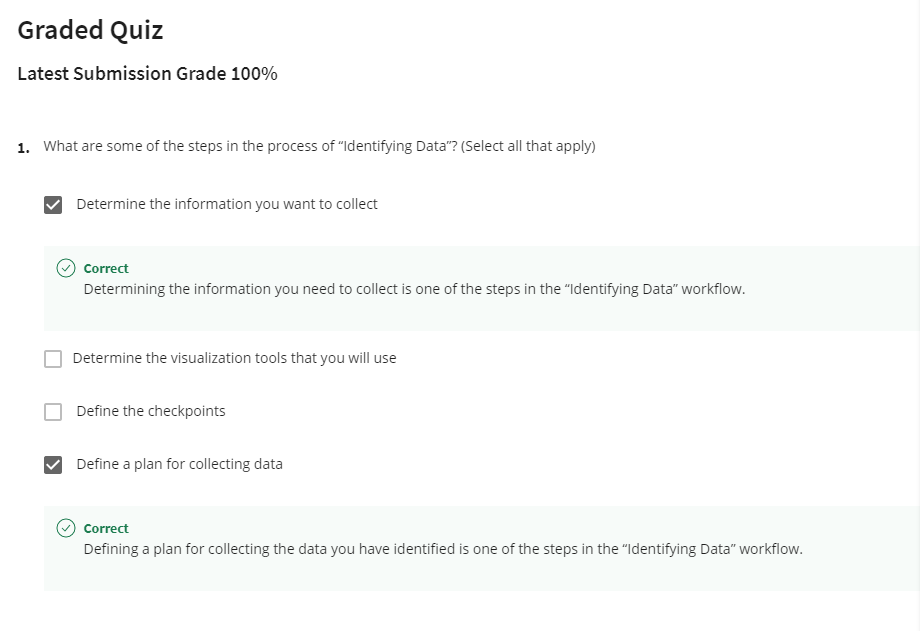 Graded Quiz
Latest Submission Grade 100%
1. What are some of the steps in the process of “Identifying Data”? (Select all that apply)
Determine the information you want to collect
Correct
Determining the information you need to collect is one of the steps in the “Identifying Data” workflow.
Determine the visualization tools that you will use
Define the checkpoints
Define a plan for collecting data
Correct
Defining a plan for collecting the data you have identified is one of the steps in the “Identifying Data” workflow.